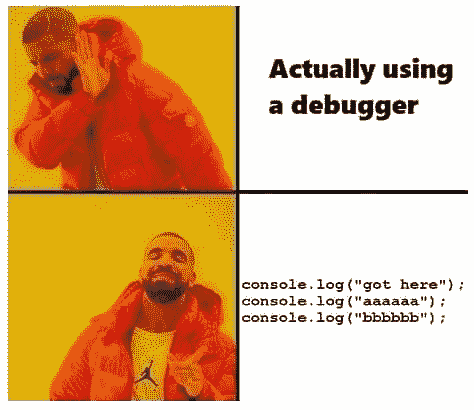 Actually using
a debugger
console.log("got here");
console.log("aaaaaa");
console.log("bbbbbb");